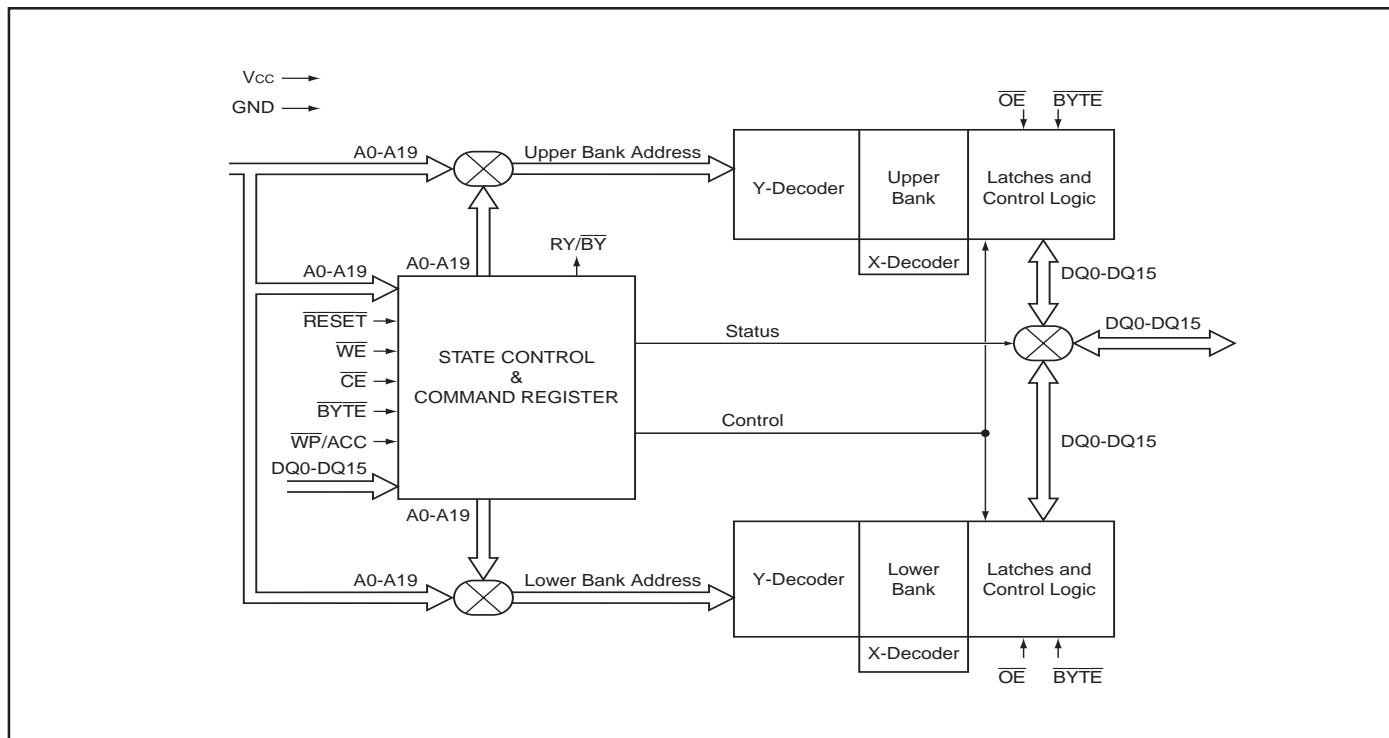 Vcc
GND
OE BYTE
A0-A19
Upper Bank Address
Y-Decoder
Upper
Bank
Latches and
Control Logic
RY/BY
A0-A19
X-Decoder
A0-A19
DQ0-DQ15
DQ0-DQ15
RESET
WE
CE
BYTE
WP/ACC
DQ0-DQ15
STATE CONTROL
&
COMMAND REGISTER
Status
Control
DQ0-DQ15
A0-A19
A0-A19
Lower Bank Address
Y-Decoder
Lower
Bank
Latches and
Control Logic
X-Decoder
OE BYTE